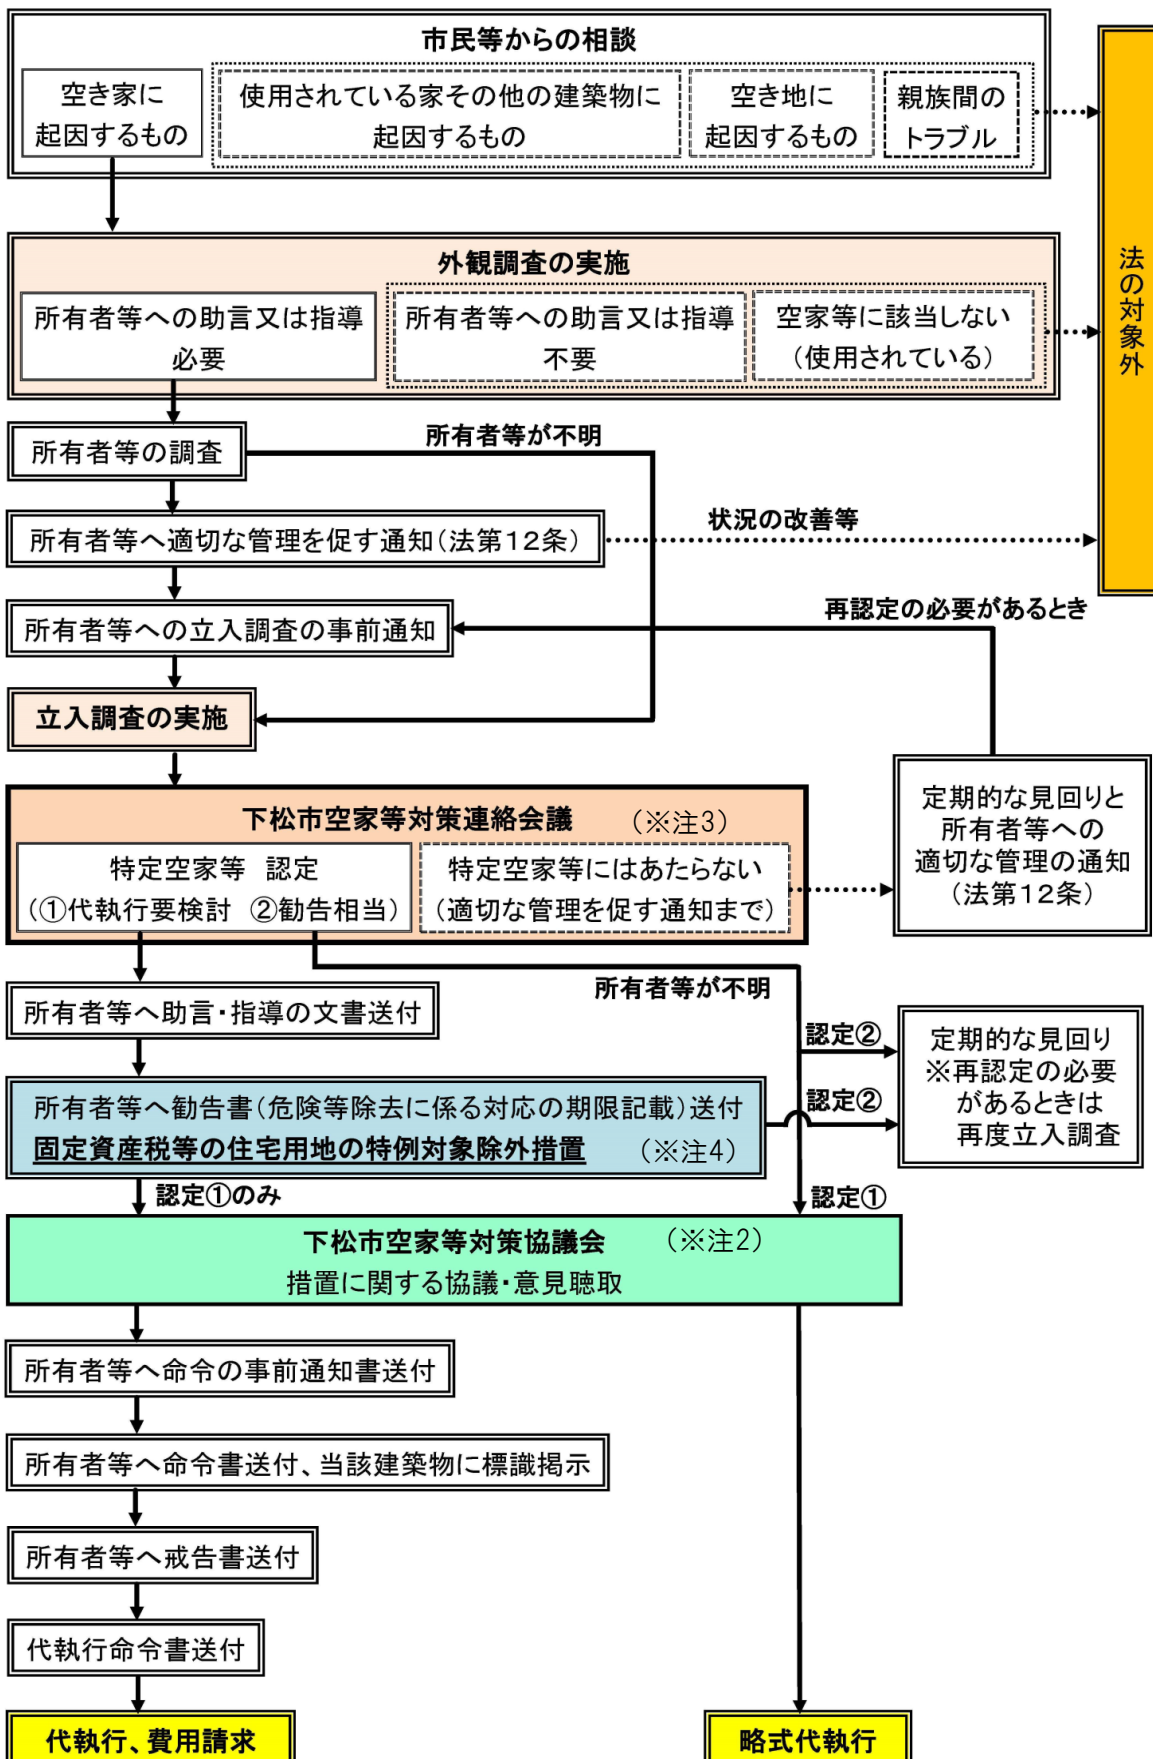 市民等からの相談
空き家に
起因するもの
使用されている家その他の建築物に
起因するもの
空き地に
起因するもの
親族間の
トラブル
法の対象外
外観調査の実施
所有者等への助言又は指導
必要
所有者等への助言又は指導
不要
空家等に該当しない
（使用されている）
所有者等の調査
所有者等が不明
所有者等へ適切な管理を促す通知（法第12条）
状況の改善等
所有者等への立入調査の事前通知
再認定の必要があるとき
立入調査の実施
下松市空家等対策連絡会議 （※注3）
特定空家等 認定
（①代執行要検討 ②勧告相当）
特定空家等にはあたらない
（適切な管理を促す通知まで）
定期的な見回りと
所有者等への
適切な管理の通知
（法第12条）
所有者等が不明
所有者等へ助言・指導の文書送付
認定②
定期的な見回り
※再認定の必要
があるときは
再度立入調査
所有者等へ勧告書（危険等除去に係る対応の期限記載）送付
固定資産税等の住宅用地の特例対象除外措置 （※注4）
認定②
認定①のみ
認定①
下松市空家等対策協議会 （※注2）
措置に関する協議・意見聴取
所有者等へ命令の事前通知書送付
所有者等へ命令書送付、当該建築物に標識掲示
所有者等へ戒告書送付
代執行命令書送付
代執行、費用請求
略式代執行